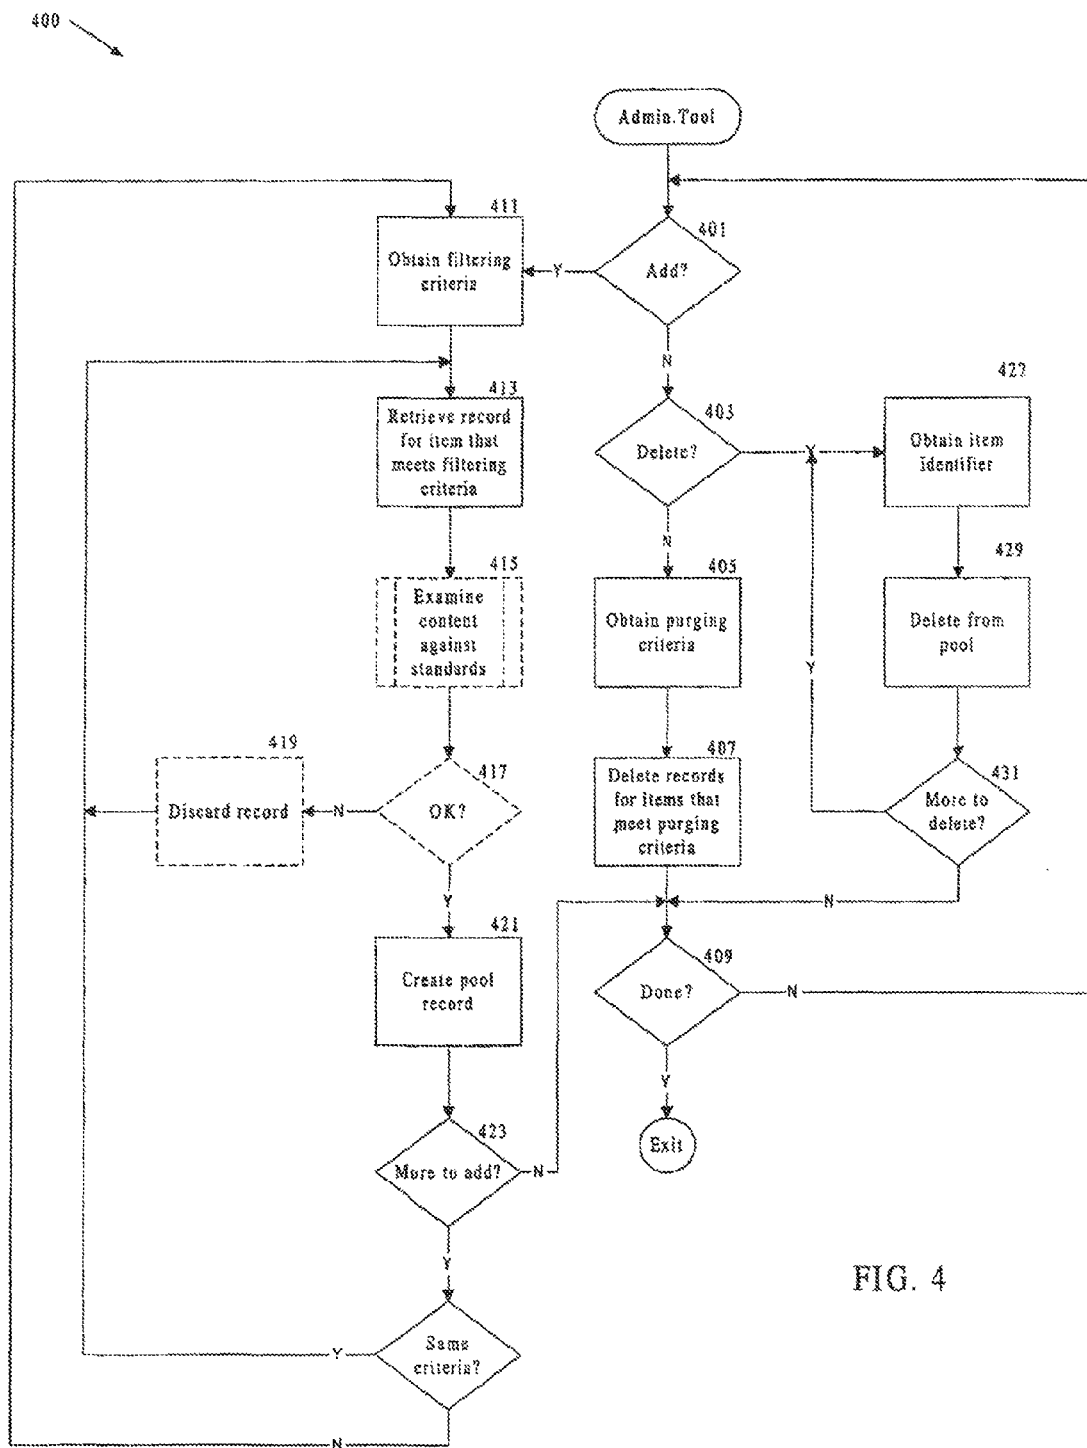 400
Admin.Tool
411
Obtain filtering
criteria
401
Add?
Y
N
413
Retrieve record
for item that
meets filtering
criteria
403
Delete?
Y
N
427
Obtain item
Identifier
415
Examine
content
against
standards
405
Obtain purging
criteria
429
Delete from
pool
Y
419
Discard record
N
417
OK?
Y
407
Delete records
for items that
meet purging
criteria
431
More to
delete?
N
421
Create pool
record
409
Done?
N
Y
Exit
423
More to add?
N
Y
FIG. 4
Same
criteria?
Y
N